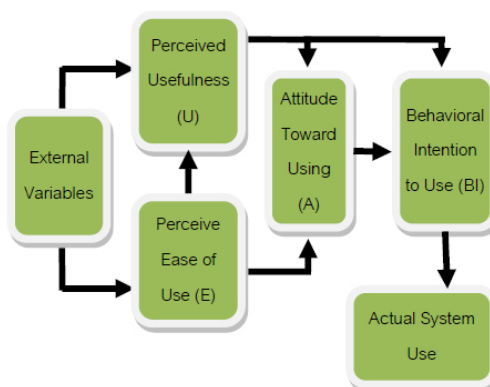 Perceived
Usefulness
(U)
Attitude
Toward
Using
(A)
Behavioral
Intention
to Use (BI)
External
Variables
Perceive
Ease of
Use (E)
Actual System
Use